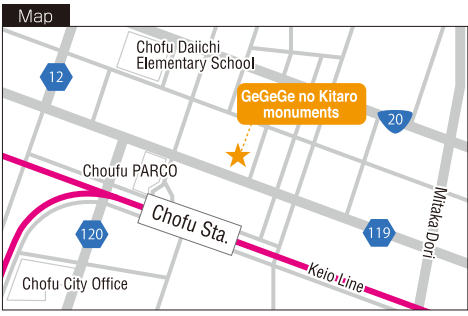 Map
Chofu Daiichi
Elementary School
12
GeGeGe no Kitaro
monuments
20
Choufu PARCO
Chofu Sta.
Mitaka Dori
120
119
Keio Line
Chofu City Office